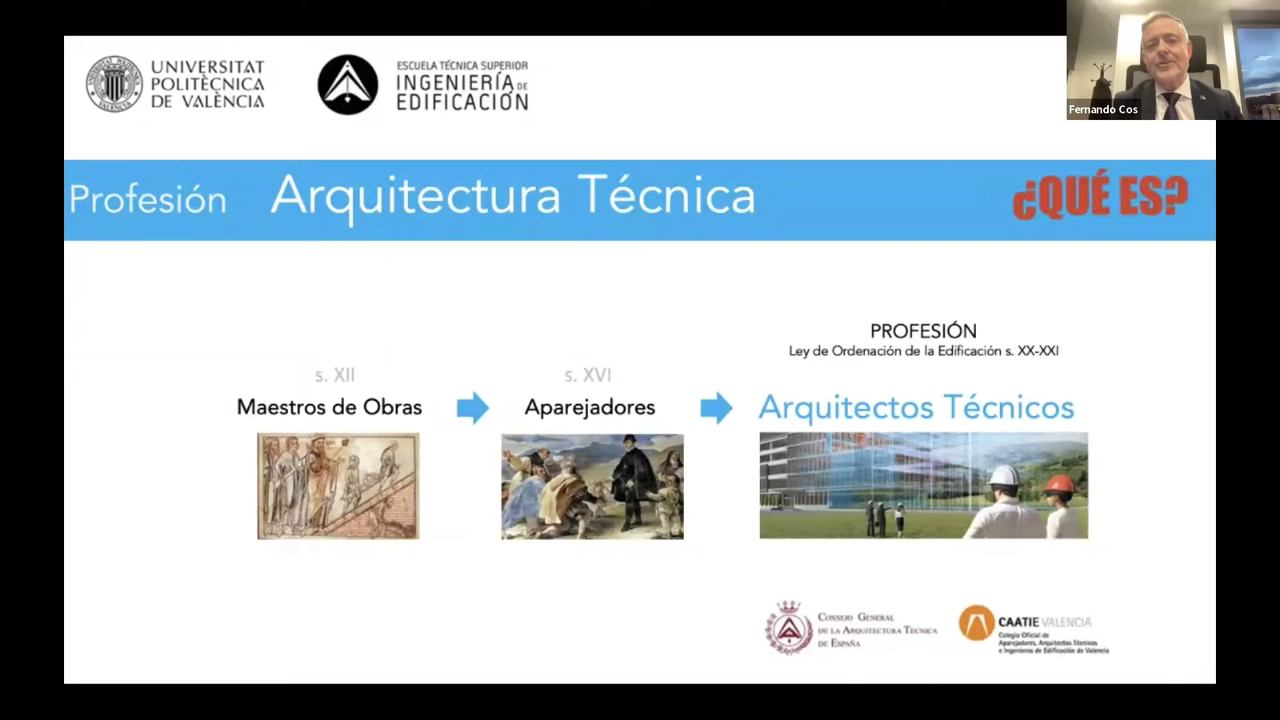 UNIVERSITAT
POLITÈCNICA
DE VALÈNCIA
ESCUELA TÉCNICA SUPERIOR
INGENIERÍA DE
EDIFICACIÓN
Fernando Cos
Profesión Arquitectura Técnica ¿QUÉ ES?
PROFESIÓN
Ley de Ordenación de la Edificación s. XX-XXI
s. XII
s. XVI
Maestros de Obras
Aparejadores
Arquitectos Técnicos
CONSEJO GENERAL
DE LA ARQUITECTURA TÉCNICA
DE ESPAÑA
CAATIE VALENCIA
Colegio Oficial de
Aparejadores, Arquitectos Técnicos
e Ingenieros de Edificación de Valencia